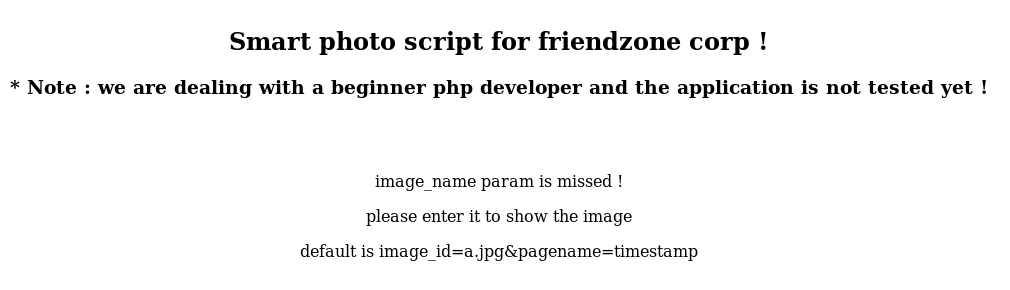 Smart photo script for friendzone corp !
* Note : we are dealing with a beginner php developer and the application is not tested yet !
image_name param is missed !
please enter it to show the image
default is image_id=a.jpg&pagename=timestamp